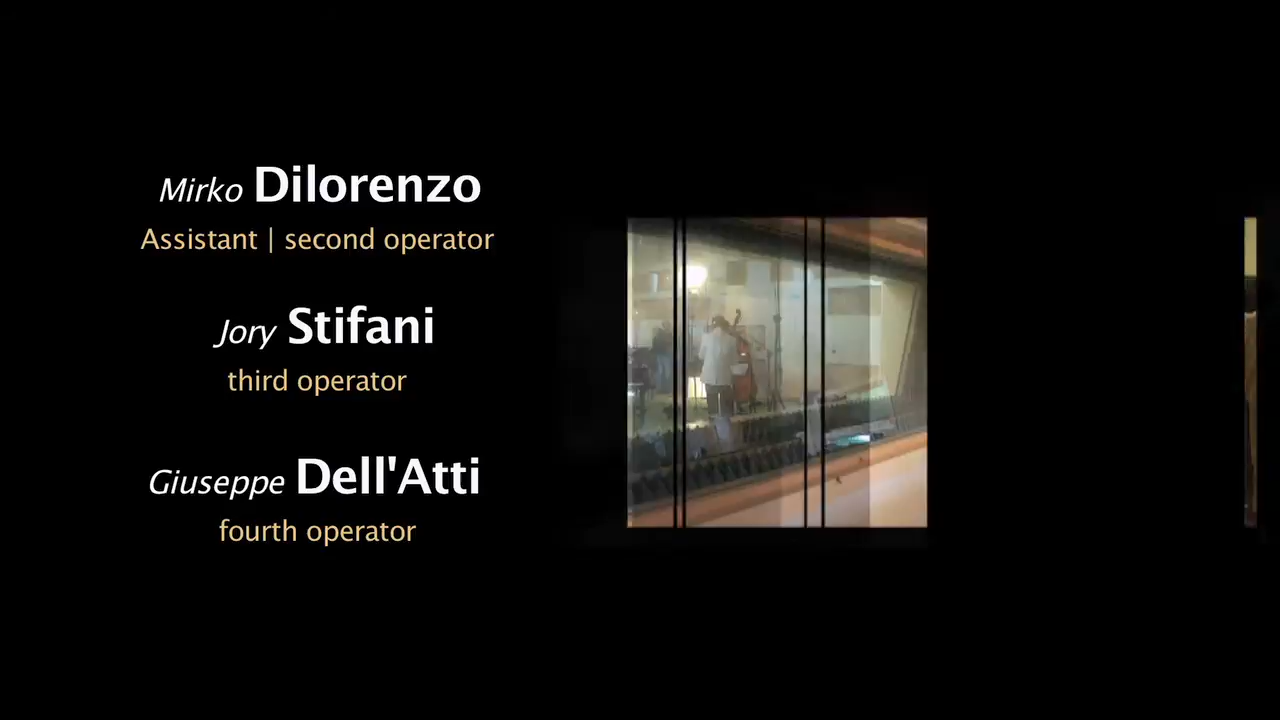 Mirko Dilorenzo
Assistant | second operator
Jory Stifani
third operator
Giuseppe Dell'Atti
fourth operator